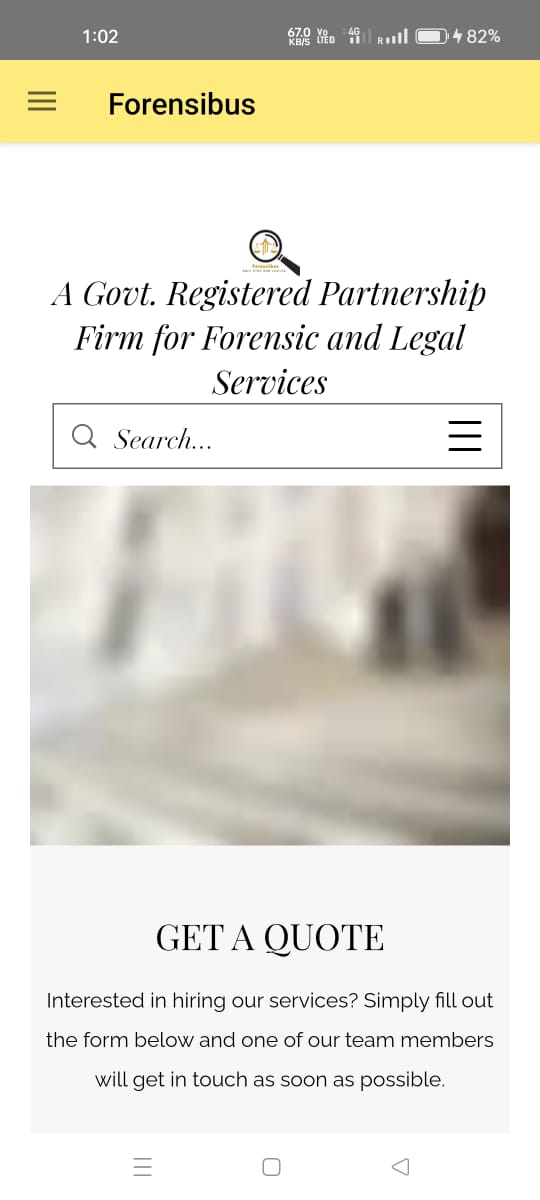 1:02
67.0 KB/S Vo LTED 4G R 82%
Forensibus
Forensibus
A Govt. Registered Partnership
Firm for Forensic and Legal
Services
Search...
GET A QUOTE
Interested in hiring our services? Simply fill out
the form below and one of our team members
will get in touch as soon as possible.